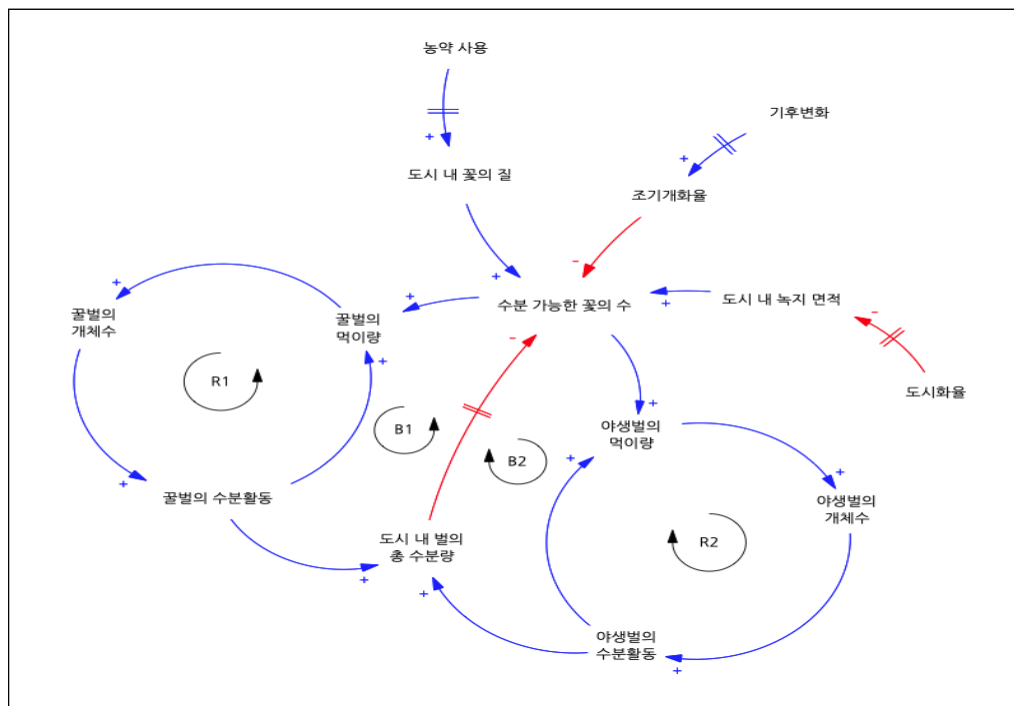 농약 사용
+
기후변화
+
도시 내 꽃의 질
조기개화율
-
+
+
+
수분 가능한 꽃의 수
+
도시 내 녹지 면적
-
꿀벌의
개체수
꿀벌의
먹이량
-
+
R1
도시화율
+
B1
야생벌의
먹이량
B2
+
+
+
꿀벌의 수분활동
야생벌의
개체수
도시 내 벌의
총 수분량
R2
+
+
야생벌의
수분활동
+